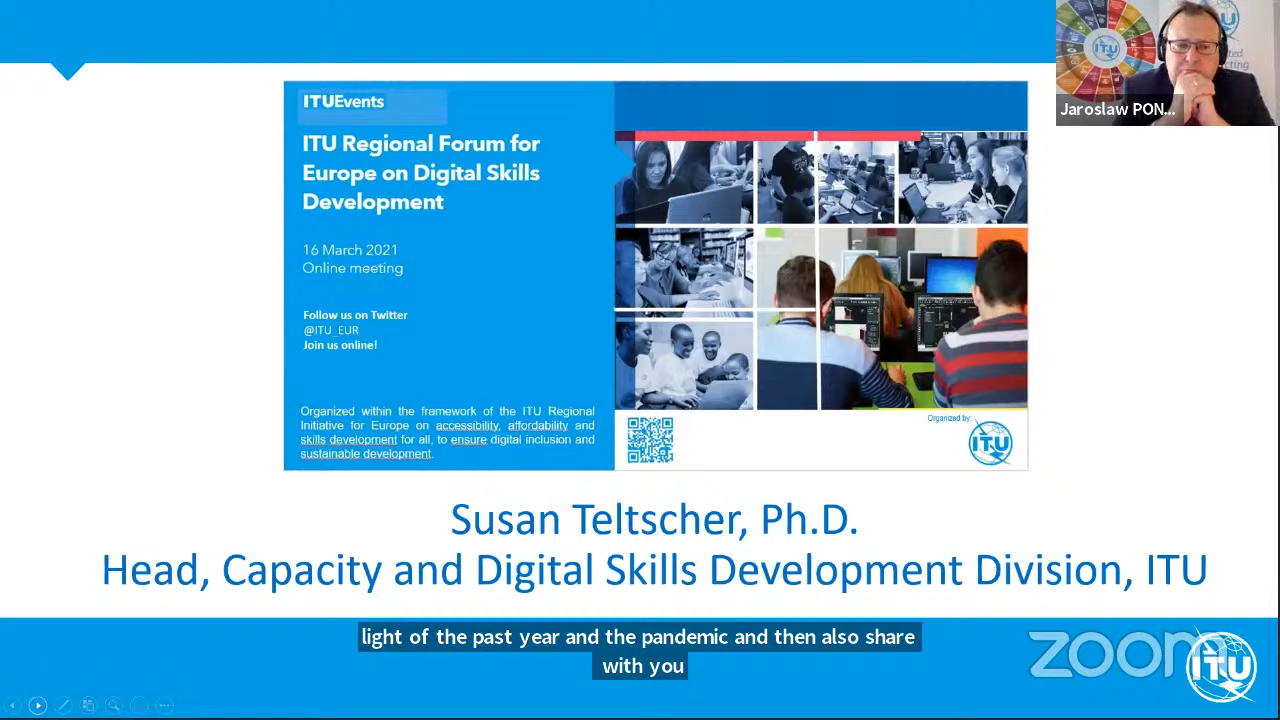 ITUEvents
ITU Regional Forum for
Europe on Digital Skills
Development
16 March 2021
Online meeting
Follow us on Twitter
@ITU_EUR
Join us online!
Organized within the framework of the ITU Regional
Initiative for Europe on accessibility, affordability and
skills development for all, to ensure digital inclusion and
sustainable development.
Organized by:
ITU
ITU
Jaroslaw PON...
Susan Teltscher, Ph.D.
Head, Capacity and Digital Skills Development Division, ITU
light of the past year and the pandemic and then also share
with you
zoom
ITU